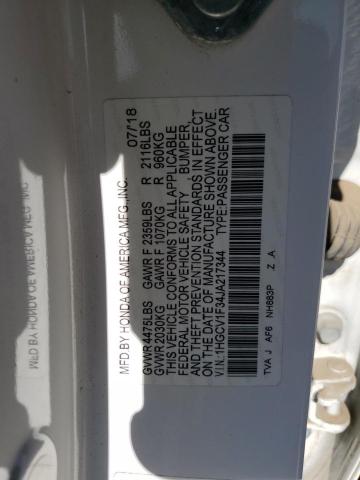 MFD BY HONDA OF AMERICA MFG.,INC. 07/18
GVWR 4475LBS GAWR F 2359LBS R 2116LBS
GVWR 2030KG GAWR F 1070KG R 960KG
THIS VEHICLE CONFORMS TO ALL APPLICABLE
FEDERAL MOTOR VEHICLE SAFETY BUMPER,
AND THEFT PREVENTION STANDARDS IN EFFECT
ON THE DATE OF MANUFACTURE SHOWN ABOVE.
V.I.N.:1HGCV1F34JA217344 TYPE:PASSENGER CAR
TVA J AF6 NH883P Z A